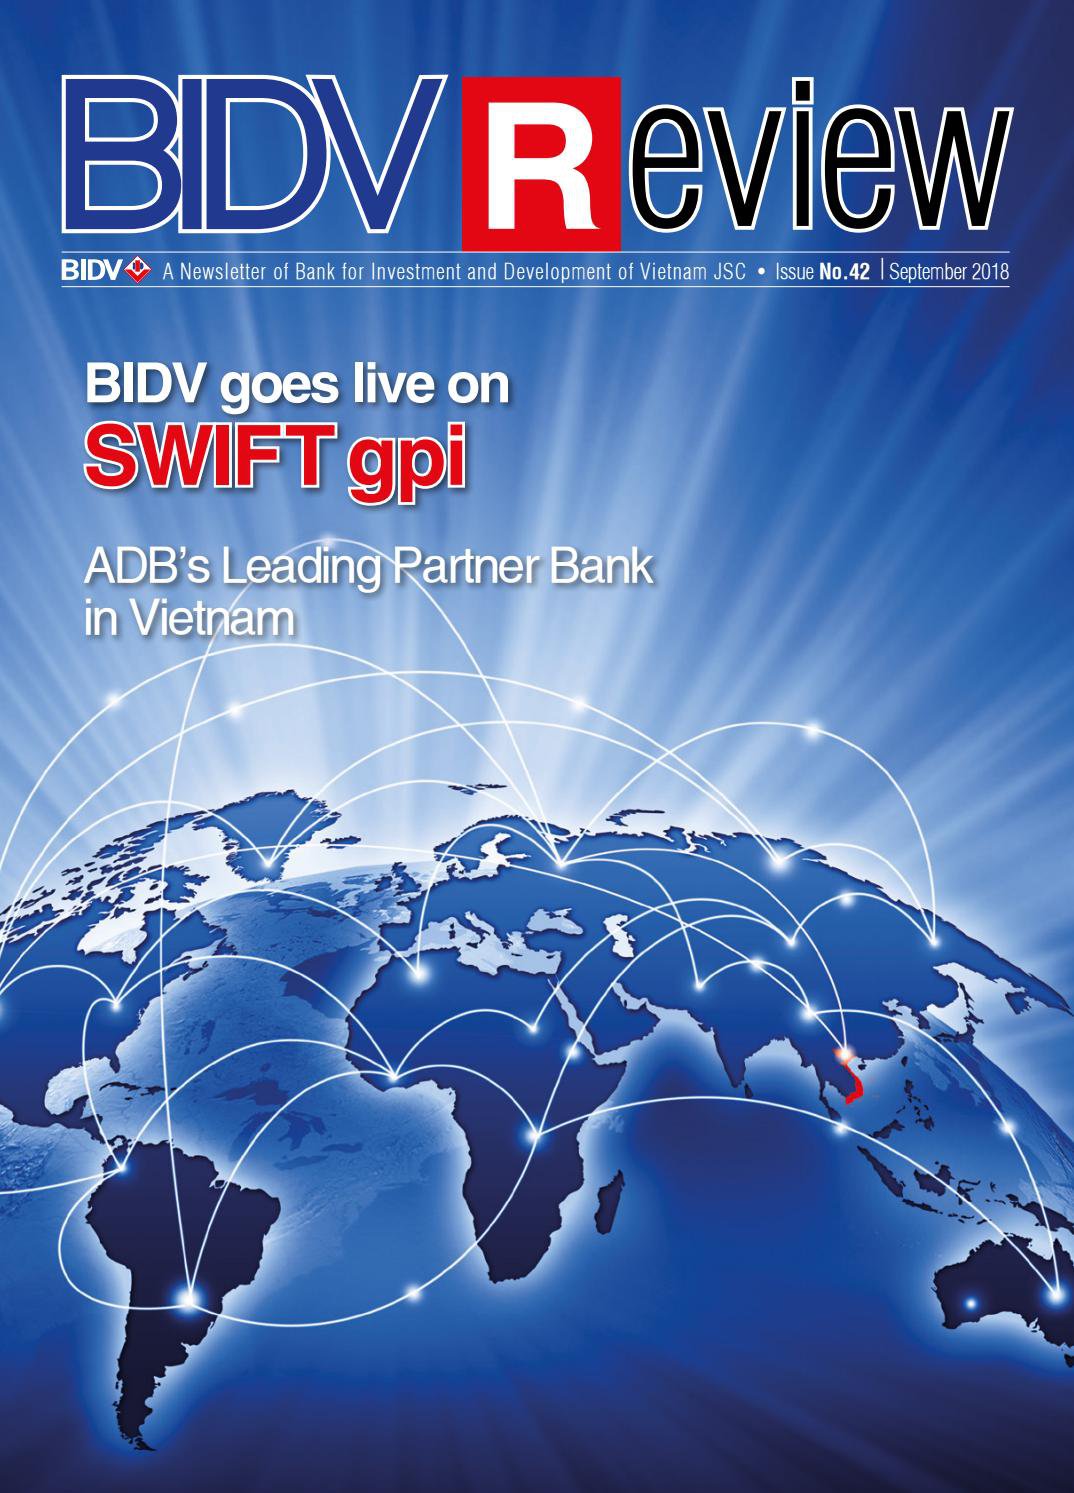 BIDV Review
BIDV A Newsletter of Bank for Investment and Development of Vietnam JSC • Issue No.42 | September 2018
BIDV goes live on
SWIFT gpi
ADB's Leading Partner Bank
in Vietnam